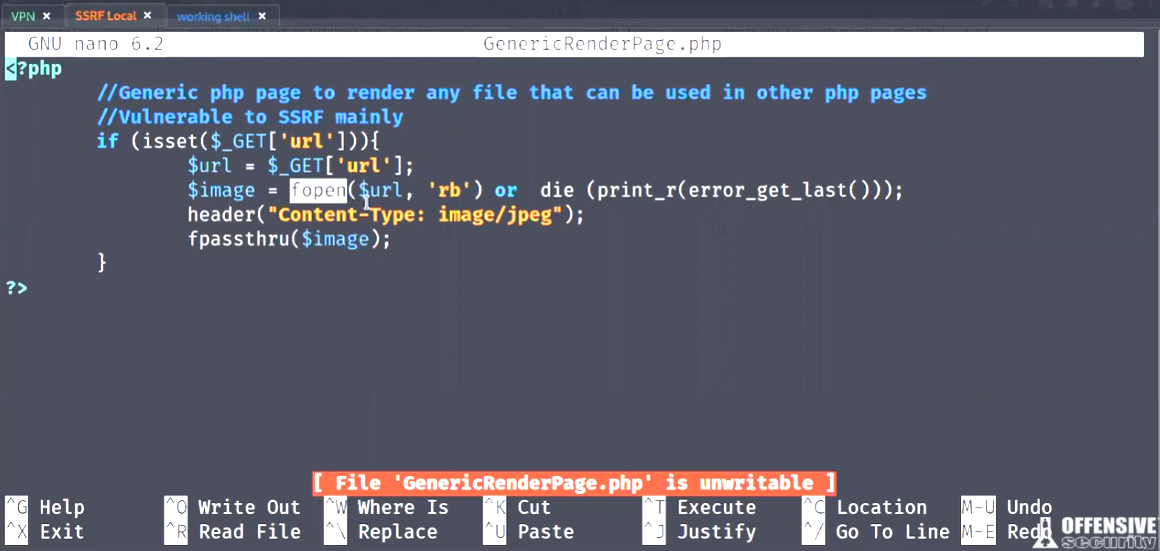 VPN × SSRF Local × working shell ×
GNU nano 6.2 GenericRenderPage.php
<?php
//Generic php page to render any file that can be used in other php pages
//Vulnerable to SSRF mainly
if (isset($_GET['url'])){
$url = $_GET['url'];
$image = fopen($url, 'rb') or die (print_r(error_get_last()));
header("Content-Type: image/jpeg");
fpassthru($image);
}
?>
[ File 'GenericRenderPage.php' is unwritable ]
^G Help ^O Write Out ^W Where Is ^K Cut ^T Execute ^C Location M-U Undo
^X Exit ^R Read File ^\ Replace ^U Paste ^J Justify ^/ Go To Line M-E Redo
OFFENSIVE
security